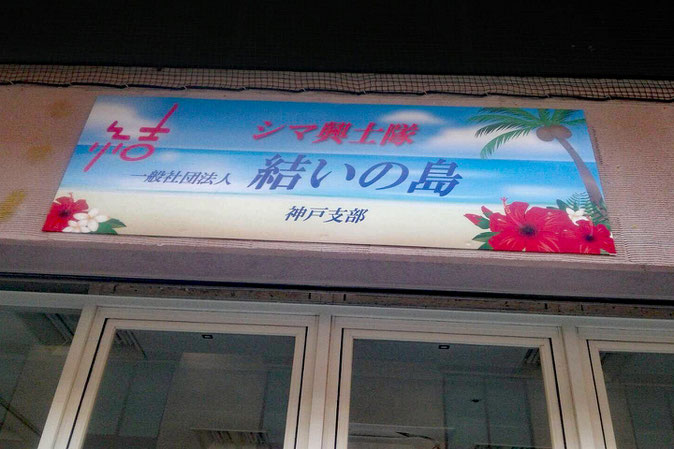 シマ興士隊
一般社団法人 結いの島
神戸支部